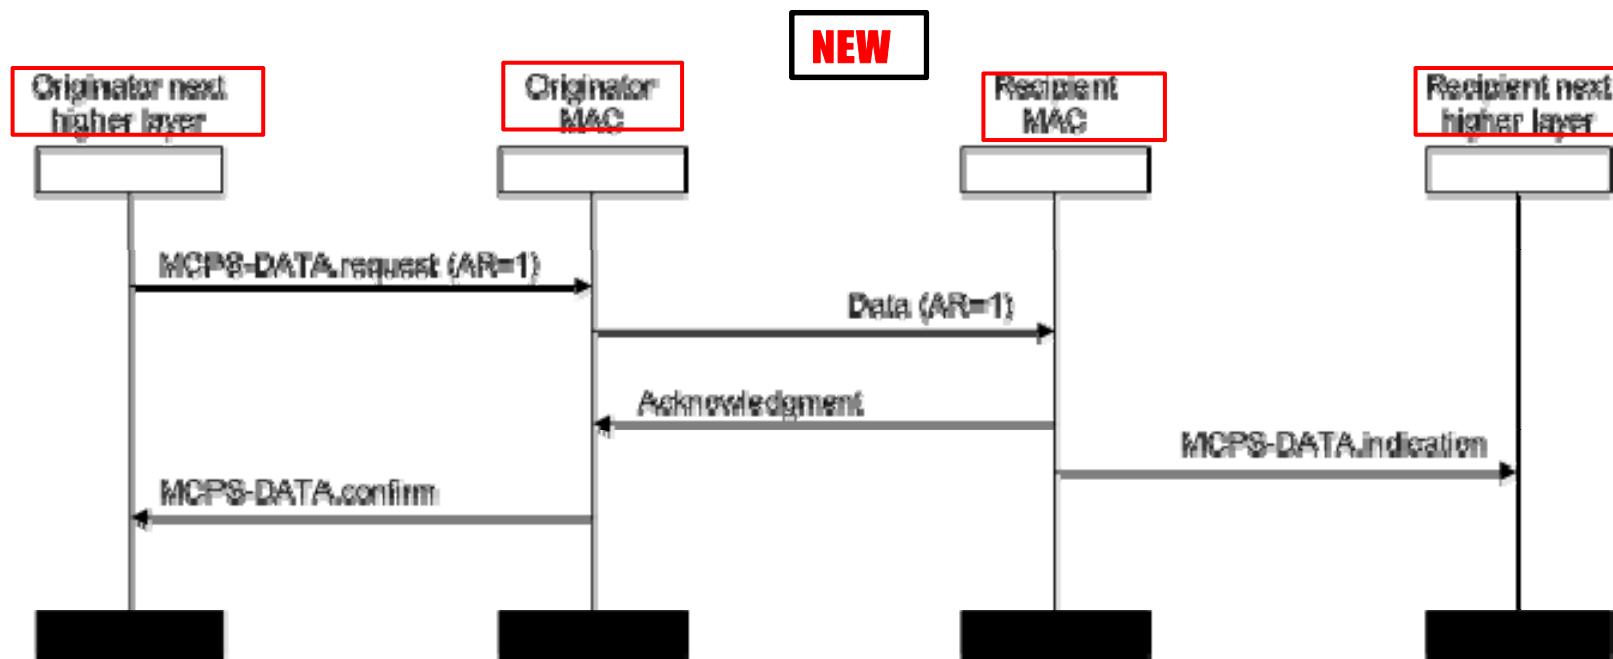 NEW
Originator next
higher layer
Originator
MAC
Recipient
MAC
Recipient next
higher layer
MCPS-DATA.request (AR=1)
Data (AR=1)
Acknowledgment
MCPS-DATA.indication
MCPS-DATA.confirm